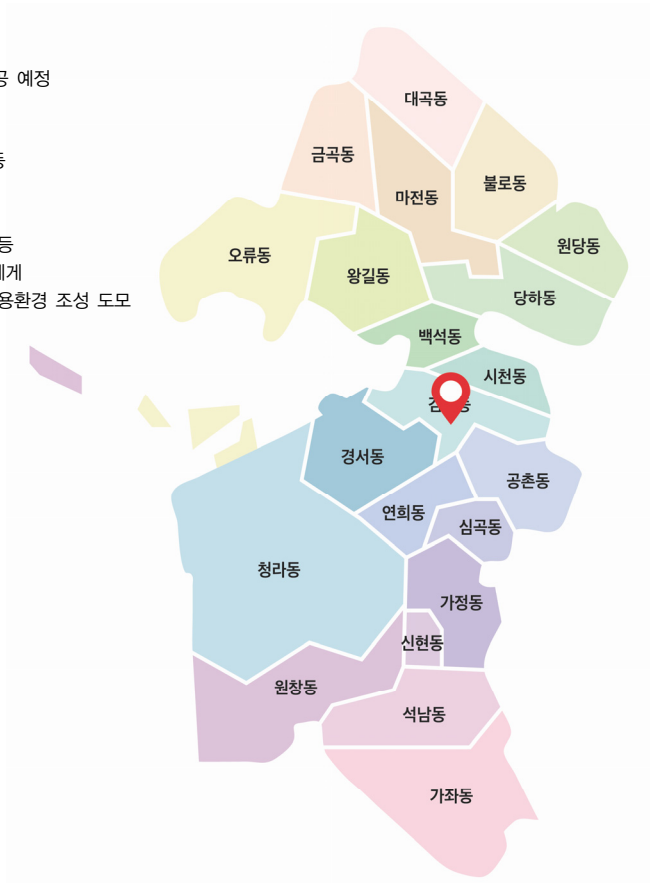 공 예정
등
등
에게
용환경 조성 도모
대곡동
금곡동
불로동
마전동
원당동
오류동
왕길동
당하동
백석동
시천동
경서동
공촌동
연희동
심곡동
청라동
가정동
신현동
원창동
석남동
가좌동